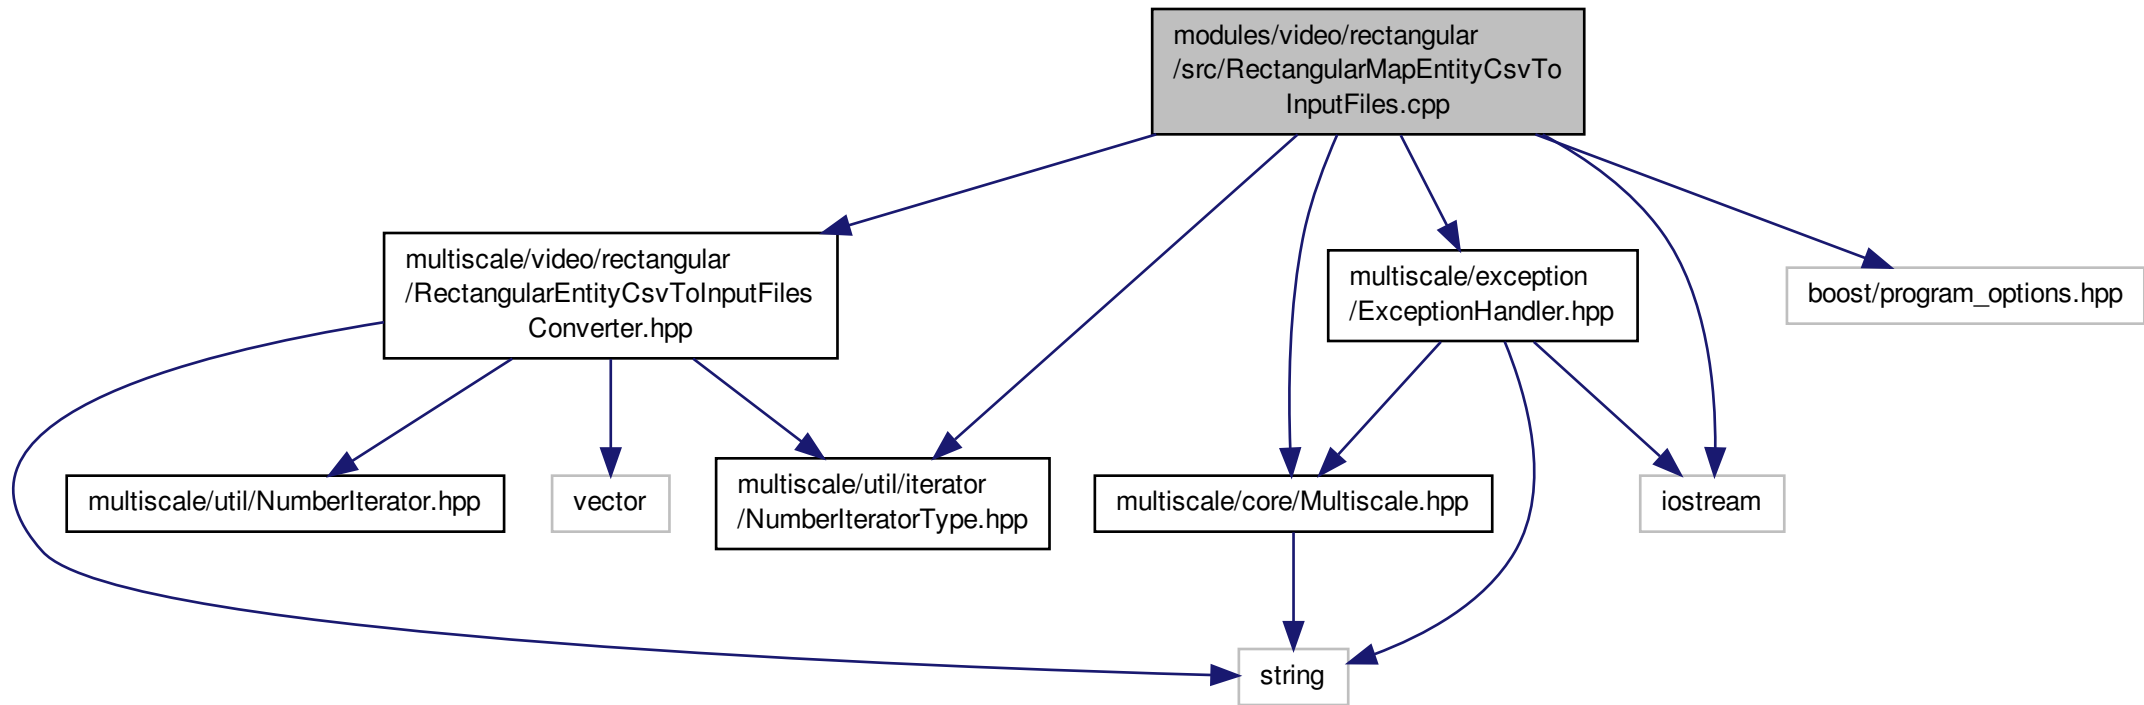 modules/video/rectangular
/src/RectangularMapEntityCsvTo
InputFiles.cpp
multiscale/video/rectangular
/RectangularEntityCsvToInputFiles
Converter.hpp
multiscale/exception
/ExceptionHandler.hpp
boost/program_options.hpp
multiscale/util/NumberIterator.hpp
vector
multiscale/util/iterator
/NumberIteratorType.hpp
multiscale/core/Multiscale.hpp
iostream
string